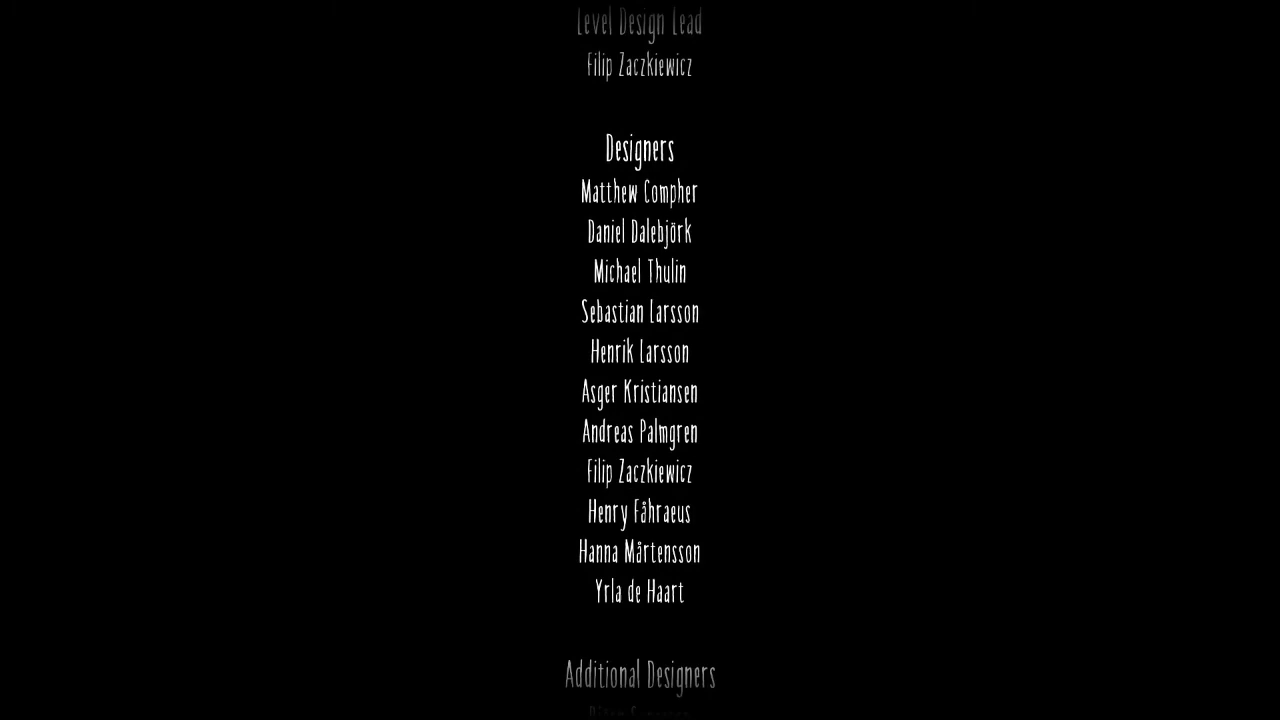 Level Design Lead
Filip Zaczkiewicz
Designers
Matthew Compher
Daniel Dalebjörk
Michael Thulin
Sebastian Larsson
Henrik Larsson
Asger Kristiansen
Andreas Palmgren
Filip Zaczkiewicz
Henry Fåhraeus
Hanna Mårtensson
Yrla de Haart
Additional Designers